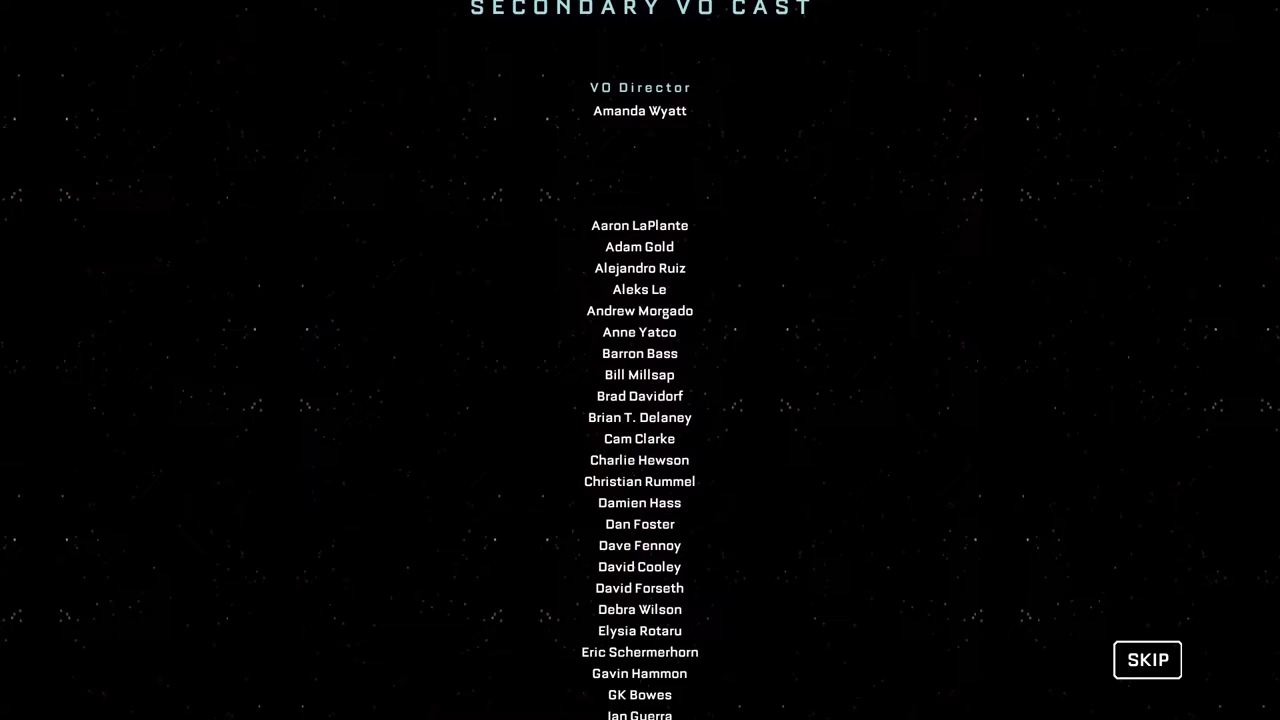 SECONDARY VO CAST
VO Director
Amanda Wyatt
Aaron LaPlante
Adam Gold
Alejandro Ruiz
Aleks Le
Andrew Morgado
Anne Yatco
Barron Bass
Bill Millsap
Brad Davidorf
Brian T. Delaney
Cam Clarke
Charlie Hewson
Christian Rummel
Damien Hass
Dan Foster
Dave Fennoy
David Cooley
David Forseth
Debra Wilson
Elysia Rotaru
Eric Schermerhorn
Gavin Hammon
GK Bowes
Ian Guerra
SKIP